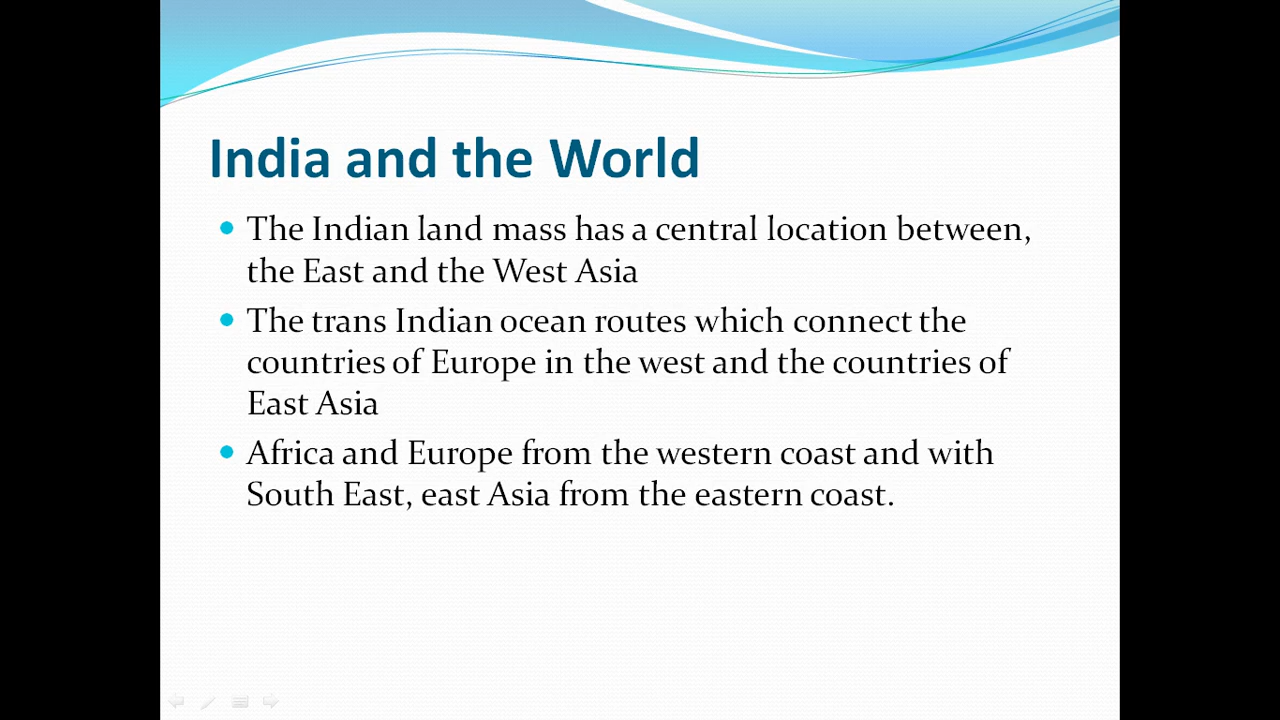 India and the World
The Indian land mass has a central location between,
the East and the West Asia
The trans Indian ocean routes which connect the
countries of Europe in the west and the countries of
East Asia
Africa and Europe from the western coast and with
South East, east Asia from the eastern coast.